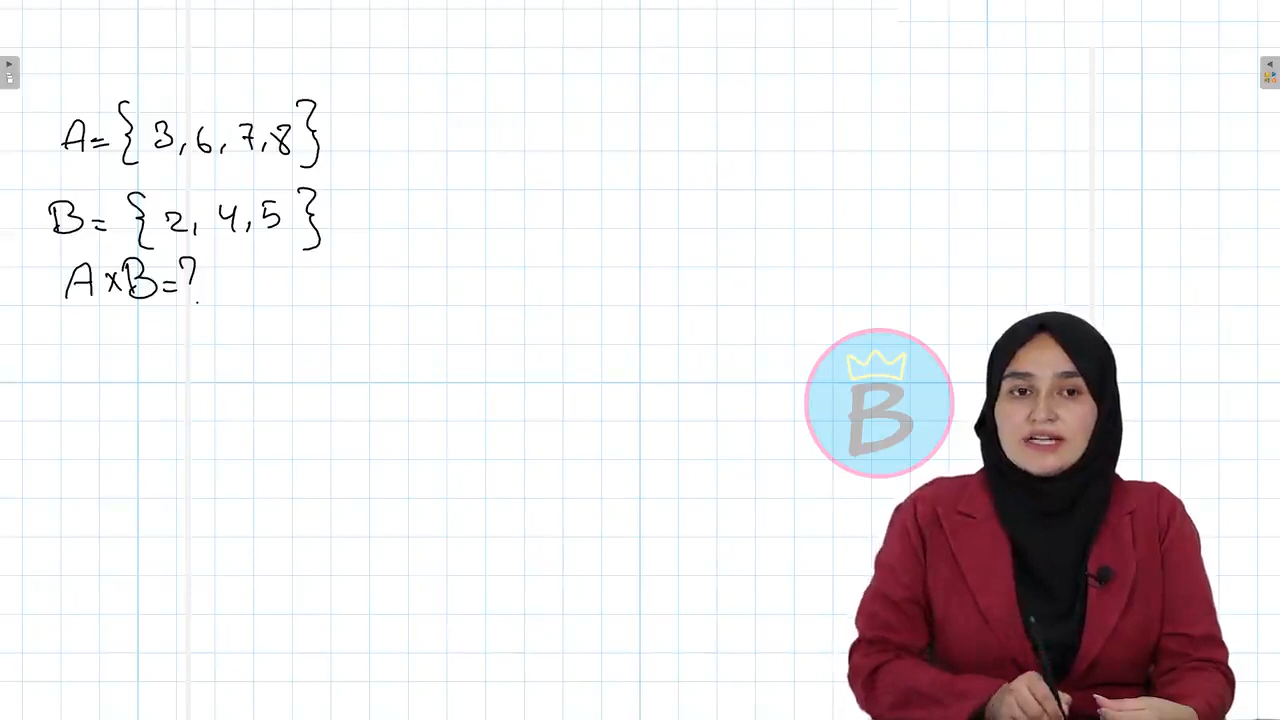 A = { 3, 6, 7, 8 }
B = { 2, 4, 5 }
A × B = ?
B